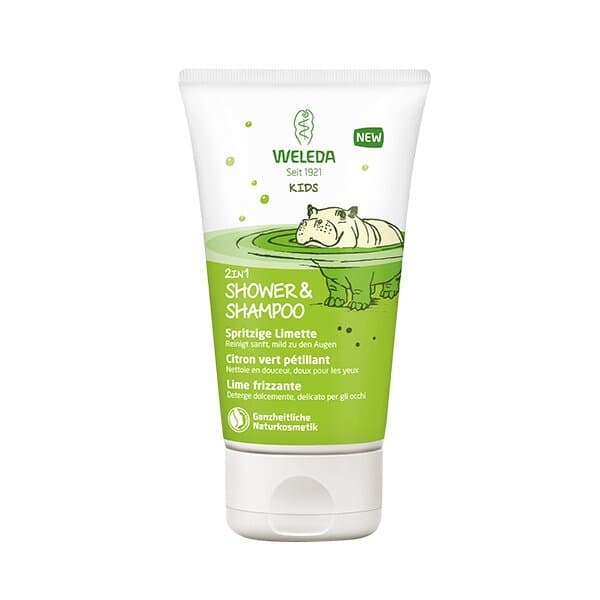 NEW
WELEDA
Seit 1921
KIDS
2IN1
SHOWER &
SHAMPOO
Spritzige Limette
Reinigt sanft, mild zu den Augen
Citron vert pétillant
Nettoie en douceur, doux pour les yeux
Lime frizzante
Deterge dolcemente, delicato per gli occhi
Ganzheitliche
Naturkosmetik